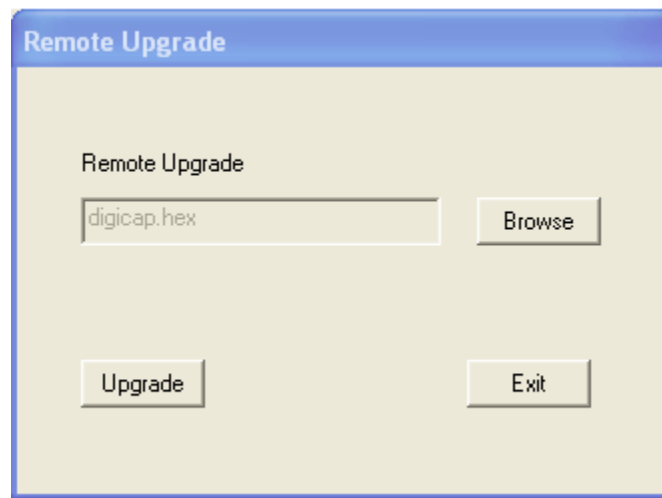 Remote Upgrade
Remote Upgrade
digicap.hex
Browse
Upgrade
Exit